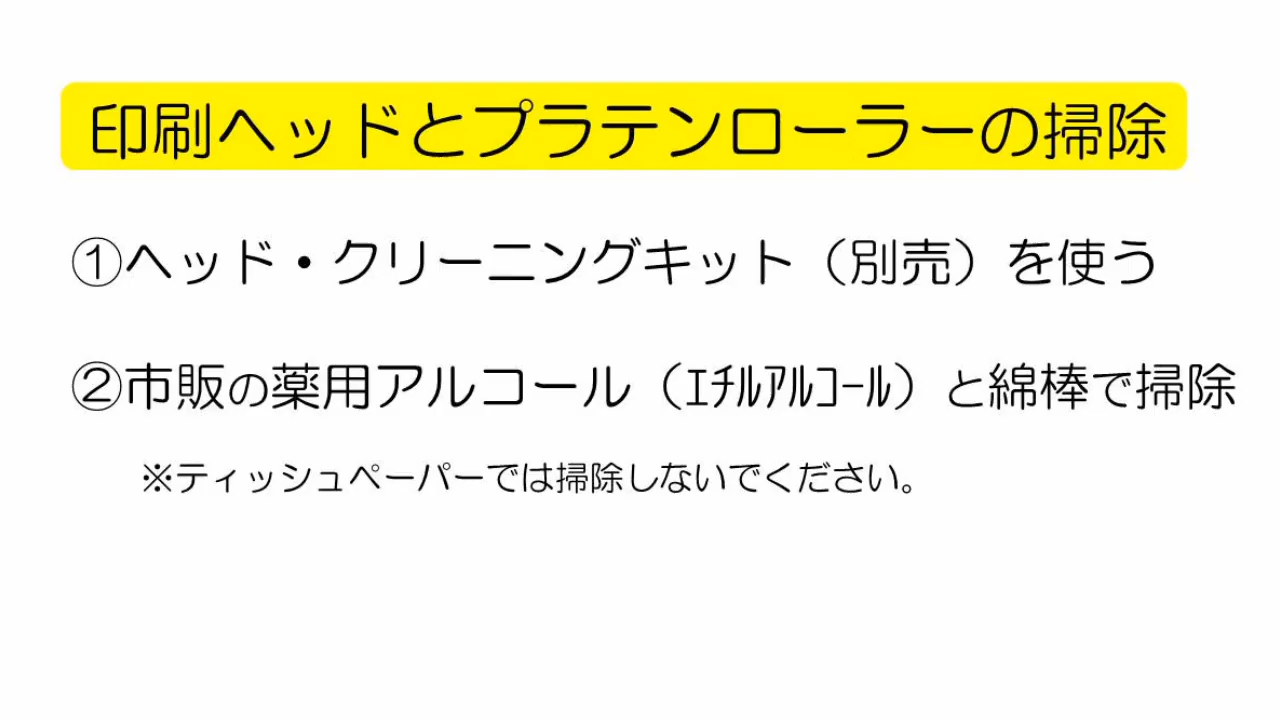 印刷ヘッドとプラテンローラーの掃除
①ヘッド・クリーニングキット（別売）を使う
②市販の薬用アルコール（ｴﾁﾙｱﾙｺｰﾙ）と綿棒で掃除
※ティッシュペーパーでは掃除しないでください。